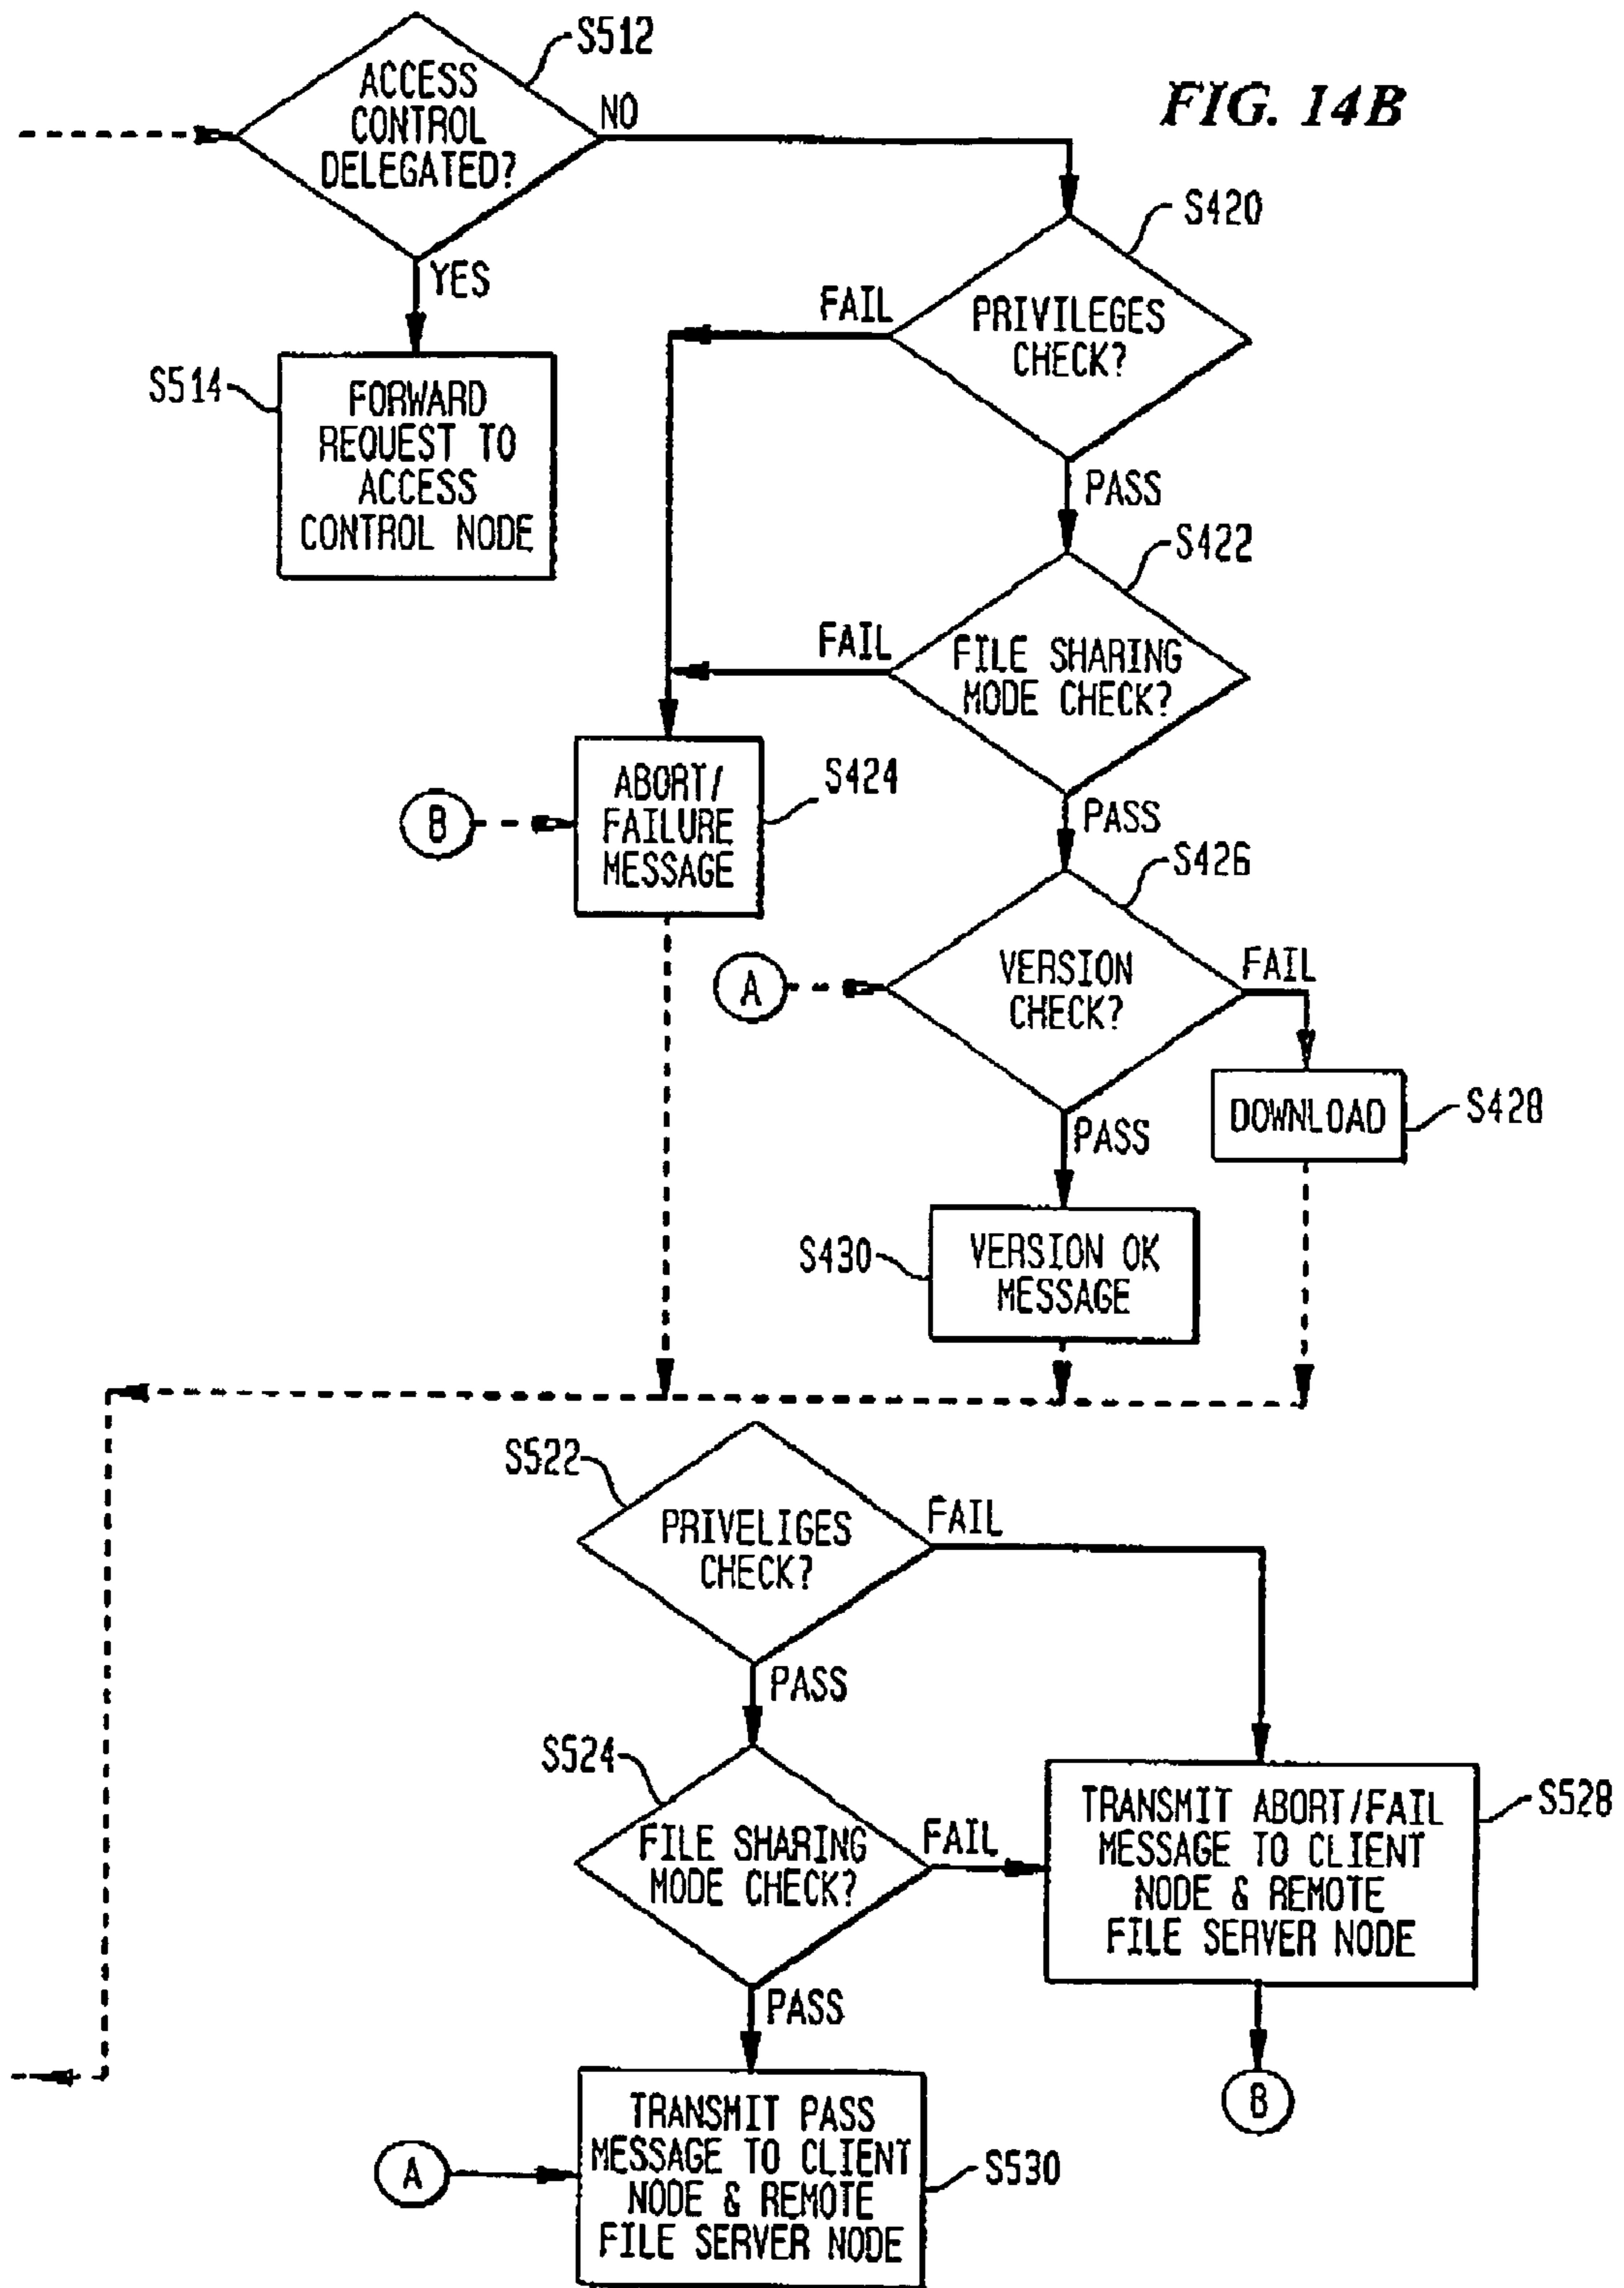 S512
ACCESS
CONTROL
DELEGATED?
NO
FIG. 14B
YES
S420
PRIVILEGES
CHECK?
FAIL
PASS
S514
FORWARD
REQUEST TO
ACCESS
CONTROL NODE
S422
FAIL
FILE SHARING
MODE CHECK?
PASS
B
ABORT/
FAILURE
MESSAGE
S424
S426
A
VERSION
CHECK?
FAIL
PASS
DOWNLOAD
S428
S430
VERSION OK
MESSAGE
S522
PRIVELIGES
CHECK?
FAIL
PASS
S524
FILE SHARING
MODE CHECK?
FAIL
PASS
TRANSMIT ABORT/FAIL
MESSAGE TO CLIENT
NODE & REMOTE
FILE SERVER NODE
S528
B
A
TRANSMIT PASS
MESSAGE TO CLIENT
NODE & REMOTE
FILE SERVER NODE
S530